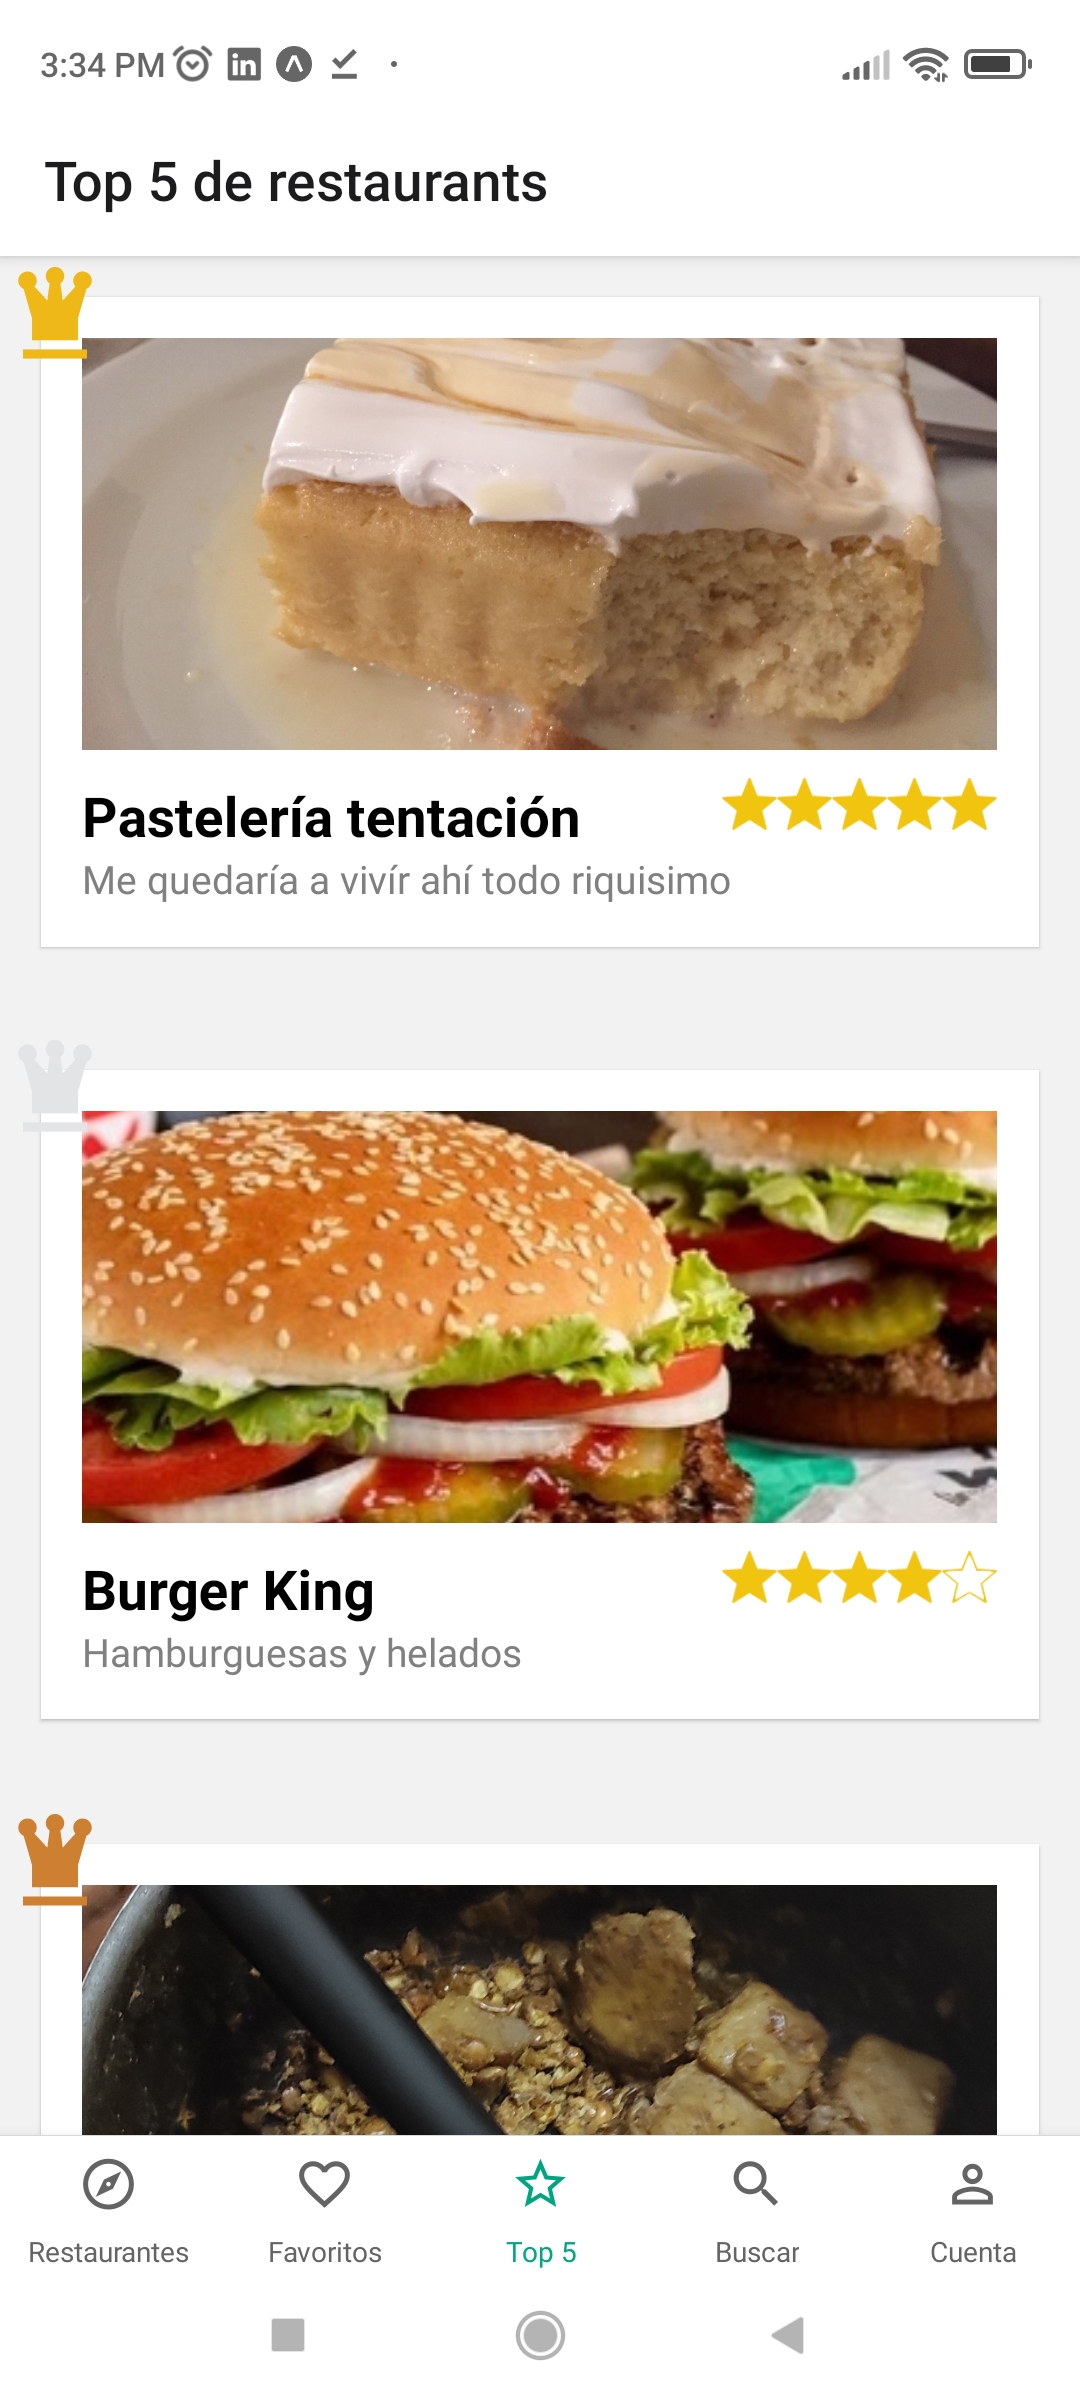 3:34 PM
Top 5 de restaurants
Pastelería tentación
Me quedaría a vivír ahí todo riquisimo
Burger King
Hamburguesas y helados
Restaurantes
Favoritos
Top 5
Buscar
Cuenta